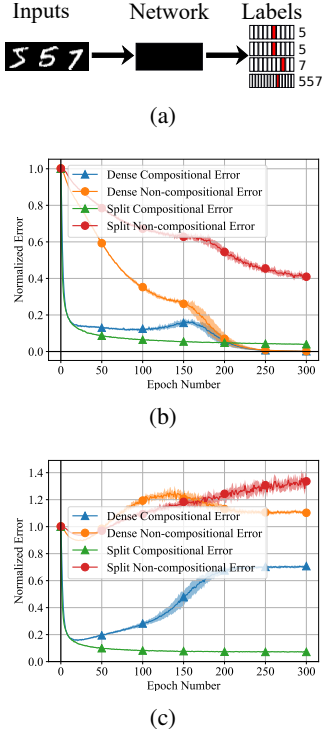 Inputs Network Labels
5
5
5 5 7
7
557
(a)
1.0
0.8
0.6
0.4
0.2
0.0
Normalized Error
Dense Compositional Error
Dense Non-compositional Error
Split Compositional Error
Split Non-compositional Error
0 50 100 150 200 250 300
Epoch Number
(b)
1.4
1.2
1.0
0.8
0.6
0.4
0.2
0.0
Normalized Error
Dense Compositional Error
Dense Non-compositional Error
Split Compositional Error
Split Non-compositional Error
0 50 100 150 200 250 300
Epoch Number
(c)